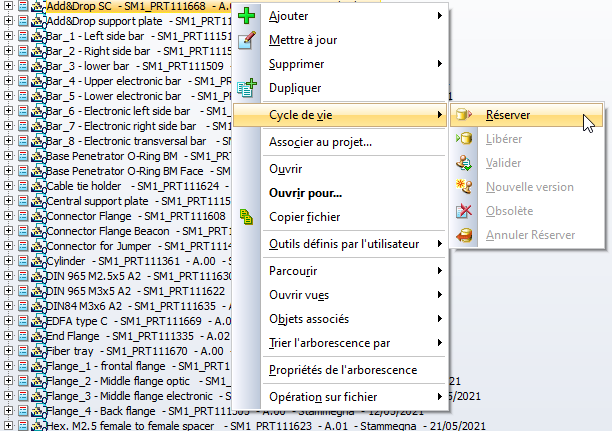 Add&Drop SC - SM1_PRT111668 - A.0
Add&Drop support plate - SM1_PRT
Bar_1 - Left side bar - SM1_PRT11151
Bar_2 - Right side bar - SM1_PRT1115
Bar_3 - lower bar - SM1_PRT111509 -
Bar_4 - Upper electronic bar - SM1_PR
Bar_5 - Lower electronic bar - SM1_PR
Bar_6 - Electronic left side bar - SM1_P
Bar_7 - Electronic right side bar - SM1_
Bar_8 - Electronic transversal bar - SM
Base Penetrator O-Ring BM - SM1_PRT
Base Penetrator O-Ring BM Face - SM1
Cable tie holder - SM1_PRT111624 -
Central support plate - SM1_PRT1115
Connector Flange - SM1_PRT111608
Connector Flange Beacon - SM1_PRT1
Connector for Jumper - SM1_PRT1114
Cylinder - SM1_PRT111361 - A.00 - S
DIN 965 M2.5x5 A2 - SM1_PRT111630
DIN 965 M3x5 A2 - SM1_PRT111622
DIN84 M3x6 A2 - SM1_PRT111635 - A
EDFA type C - SM1_PRT111669 - A.0
End Flange - SM1_PRT111335 - A.02
Fiber tray - SM1_PRT111670 - A.00 -
Flange_1 - frontal flange - SM1_PRT1
Flange_2 - Middle flange optic - SM1_
Flange_3 - Middle flange electronic - S
Flange_4 - Back flange - SM1_PRT111505 - A.00 - Stammegna - 12/05/2021
Hex. M2.5 female to female spacer - SM1_PRT111623 - A.01 - Stammegna - 21/05/2021
Ajouter
Mettre à jour
Supprimer
Dupliquer
Cycle de vie
Associer au projet...
Ouvrir
Ouvrir pour...
Copier fichier
Outils définis par l'utilisateur
Parcourir
Ouvrir vues
Objets associés
Trier l'arborescence par
Propriétés de l'arborescence
Opération sur fichier
Réserver
Libérer
Valider
Nouvelle version
Obsolète
Annuler Réserver